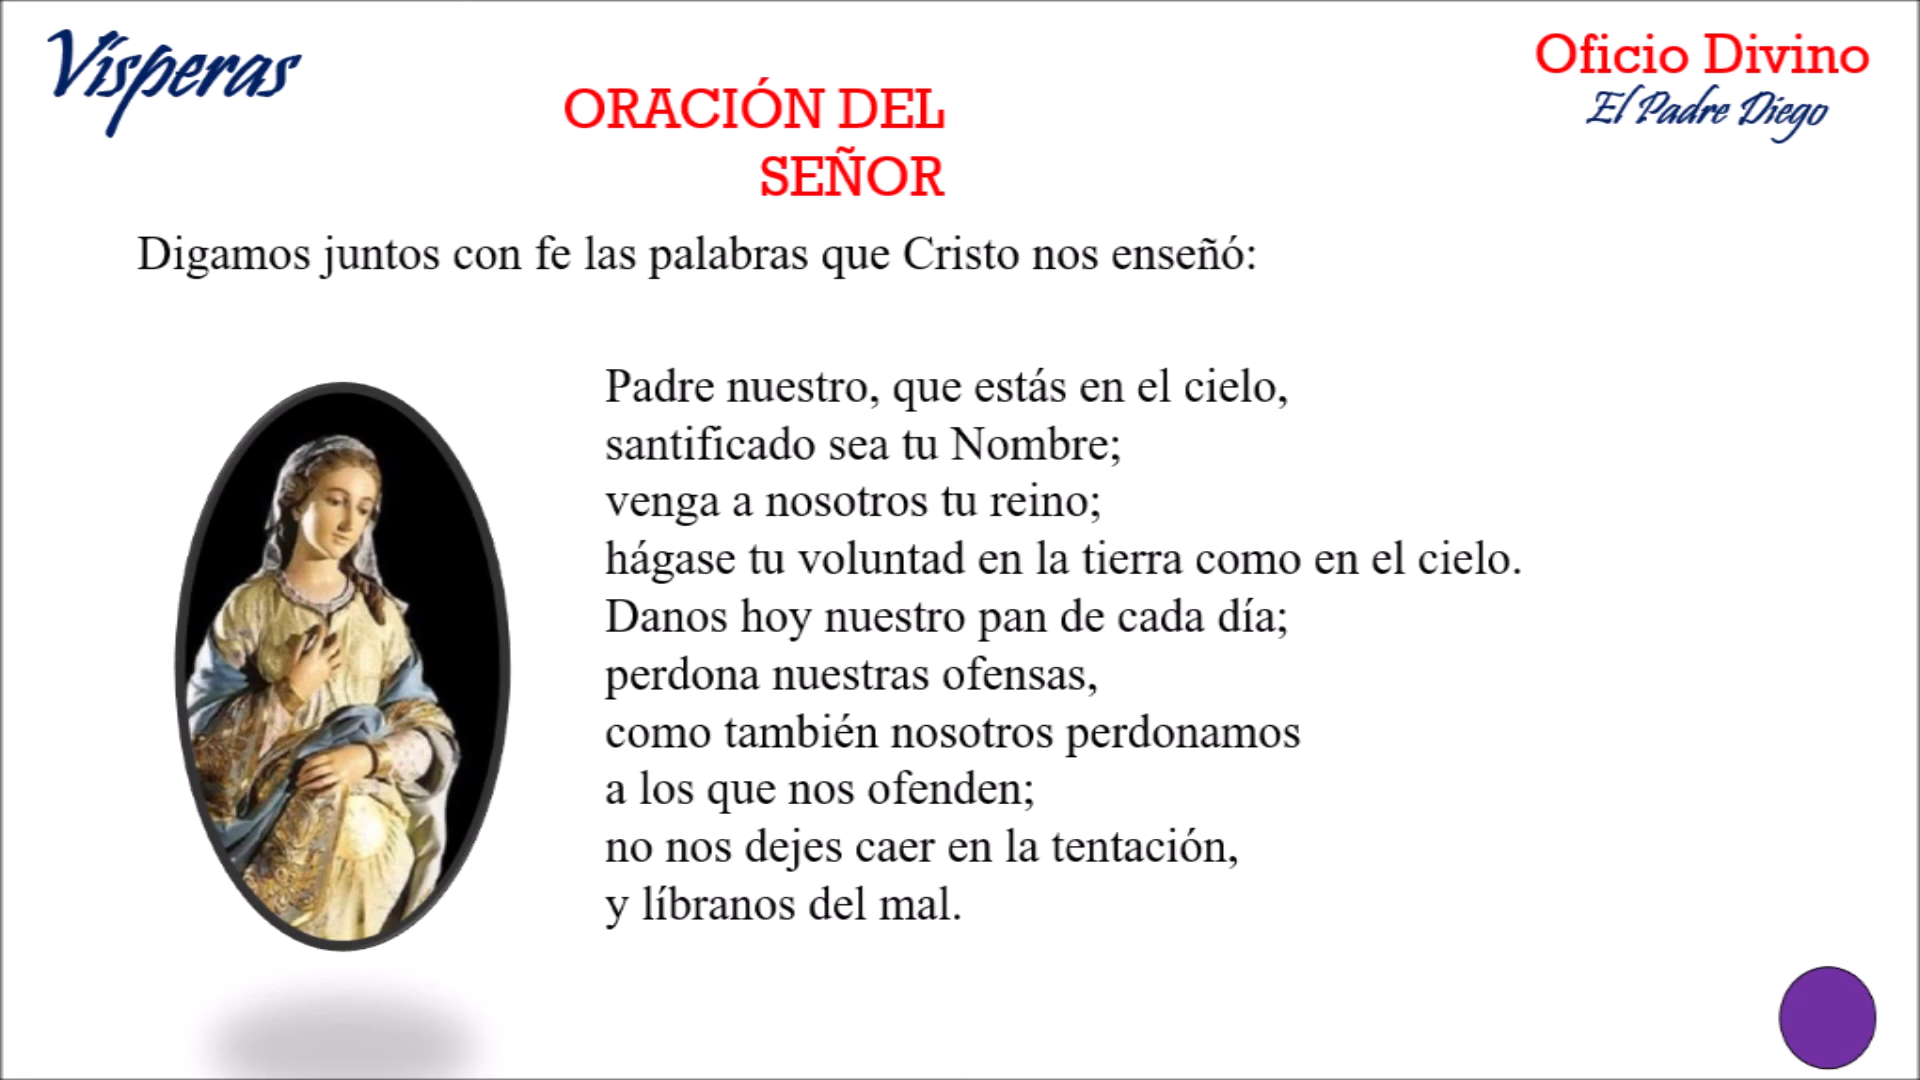 Vísperas
Oficio Divino
El Padre Diego
ORACIÓN DEL
SEÑOR
Digamos juntos con fe las palabras que Cristo nos enseñó:
Padre nuestro, que estás en el cielo,
santificado sea tu Nombre;
venga a nosotros tu reino;
hágase tu voluntad en la tierra como en el cielo.
Danos hoy nuestro pan de cada día;
perdona nuestras ofensas,
como también nosotros perdonamos
a los que nos ofenden;
no nos dejes caer en la tentación,
y líbranos del mal.